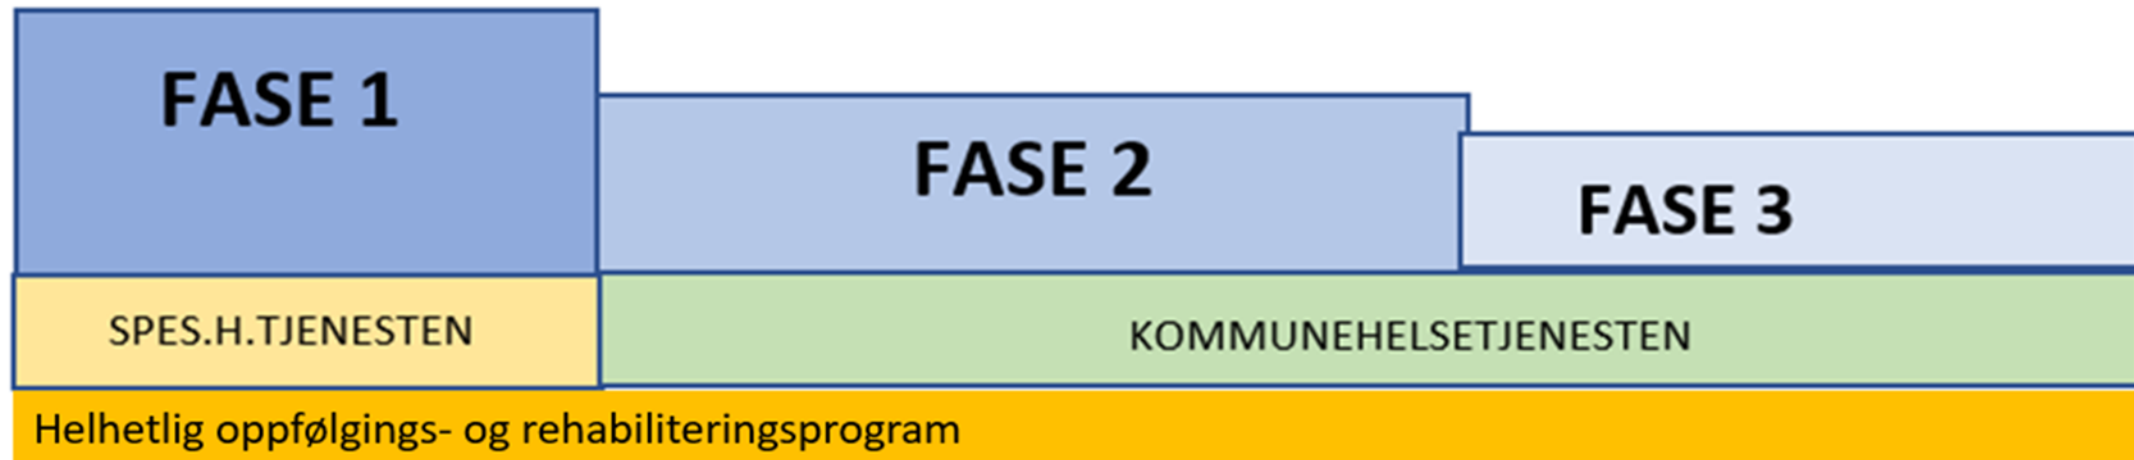 FASE 1
FASE 2
FASE 3
SPES.H.TJENESTEN
KOMMUNEHELSETJENESTEN
Helhetlig oppfølgings- og rehabiliteringsprogram